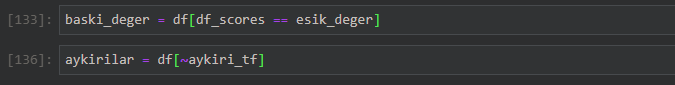 [133]: baski_deger = df[df_scores == esik_deger]
[136]: aykirilar = df[~aykiri_tf]